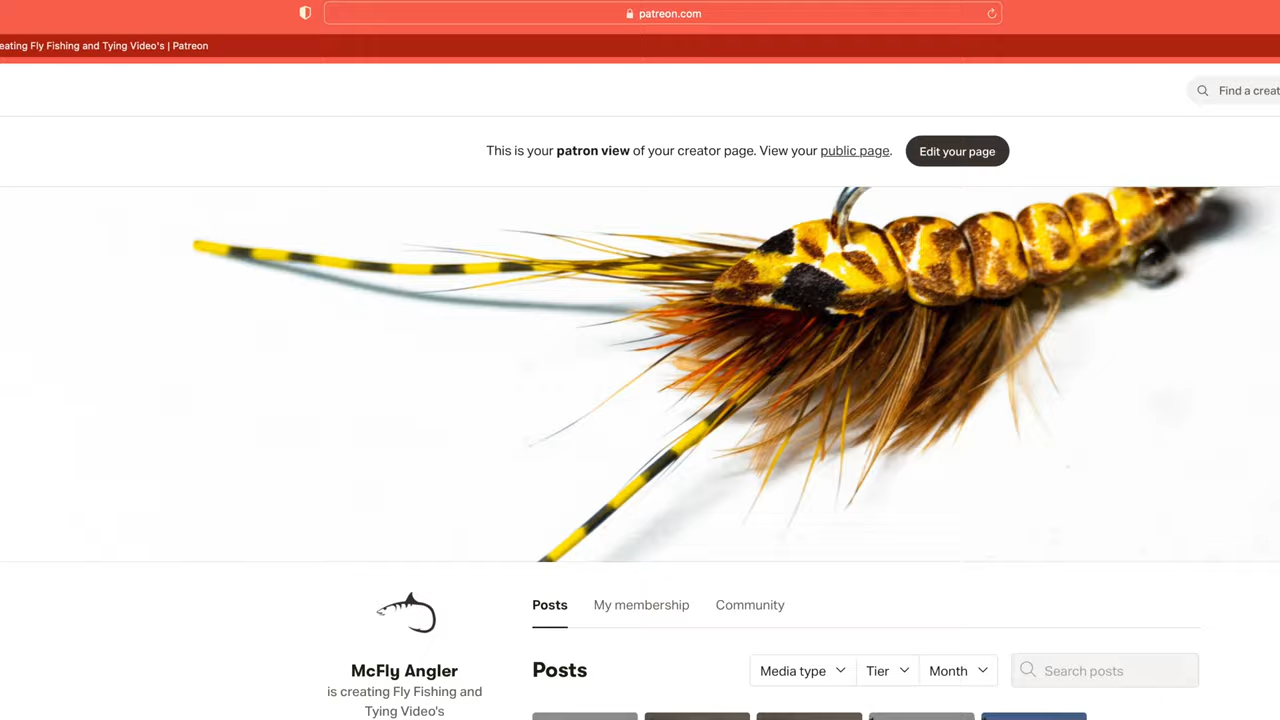 patreon.com
eating Fly Fishing and Tying Video's | Patreon
Find a creat
This is your patron view of your creator page. View your public page. Edit your page
Posts My membership Community
McFly Angler
is creating Fly Fishing and
Tying Video's
Posts Media type Tier Month Search posts